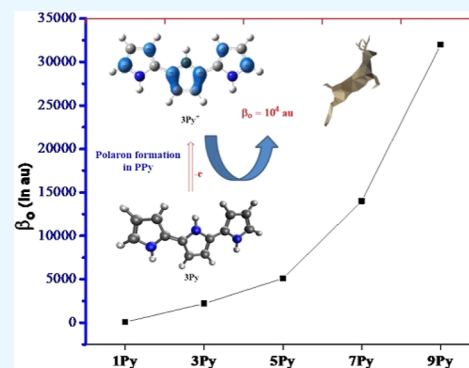 35000
30000
25000
20000
15000
10000
5000
0
βo (In au)
3Py+
βo = 10⁴ au
Polaron formation
in PPy
-e
3Py
1Py 3Py 5Py 7Py 9Py